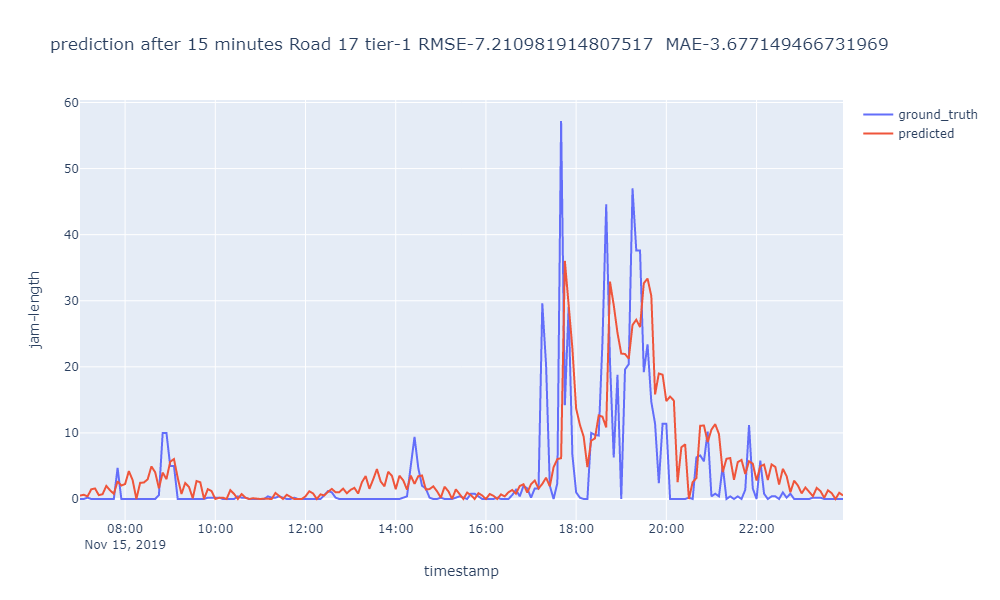 prediction after 15 minutes Road 17 tier-1 RMSE-7.210981914807517  MAE-3.677149466731969
ground_truth
predicted
60
50
40
30
20
10
0
jam-length
08:00 10:00 12:00 14:00 16:00 18:00 20:00 22:00
Nov 15, 2019
timestamp